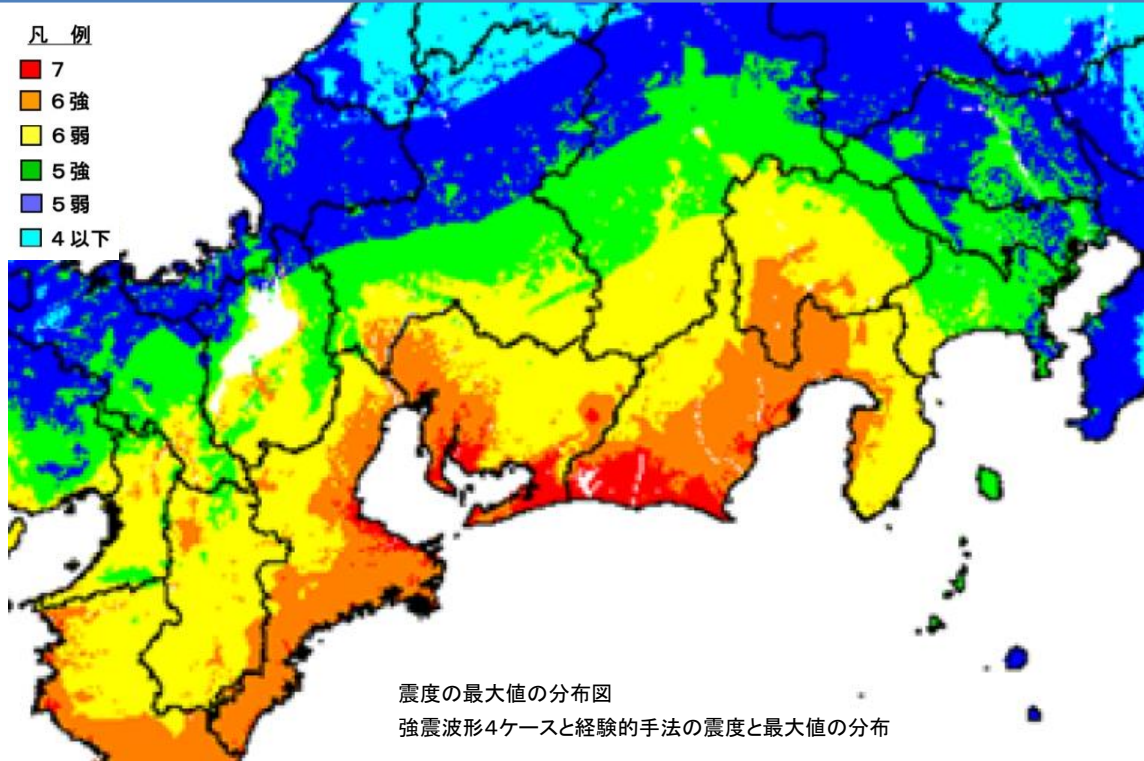 凡 例
7
6強
6弱
5強
5弱
4以下
震度の最大値の分布図
強震波形4ケースと経験的手法の震度と最大値の分布